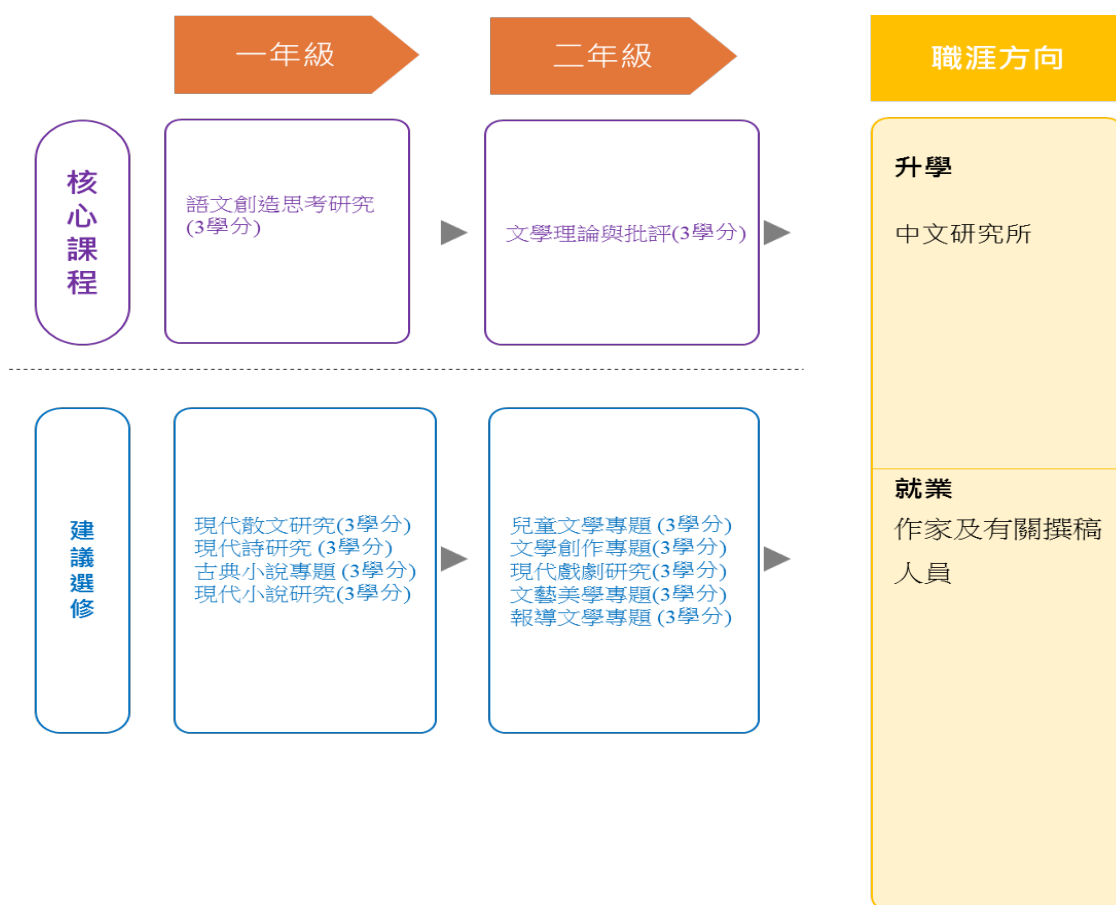 一年級
二年級
職涯方向
核心課程
語文創造思考研究
(3學分)
文學理論與批評(3學分)
升學
中文研究所
建議選修
現代散文研究(3學分)
現代詩研究 (3學分)
古典小說專題 (3學分)
現代小說研究(3學分)
兒童文學專題 (3學分)
文學創作專題(3學分)
現代戲劇研究(3學分)
文藝美學專題(3學分)
報導文學專題 (3學分)
就業
作家及有關撰稿
人員